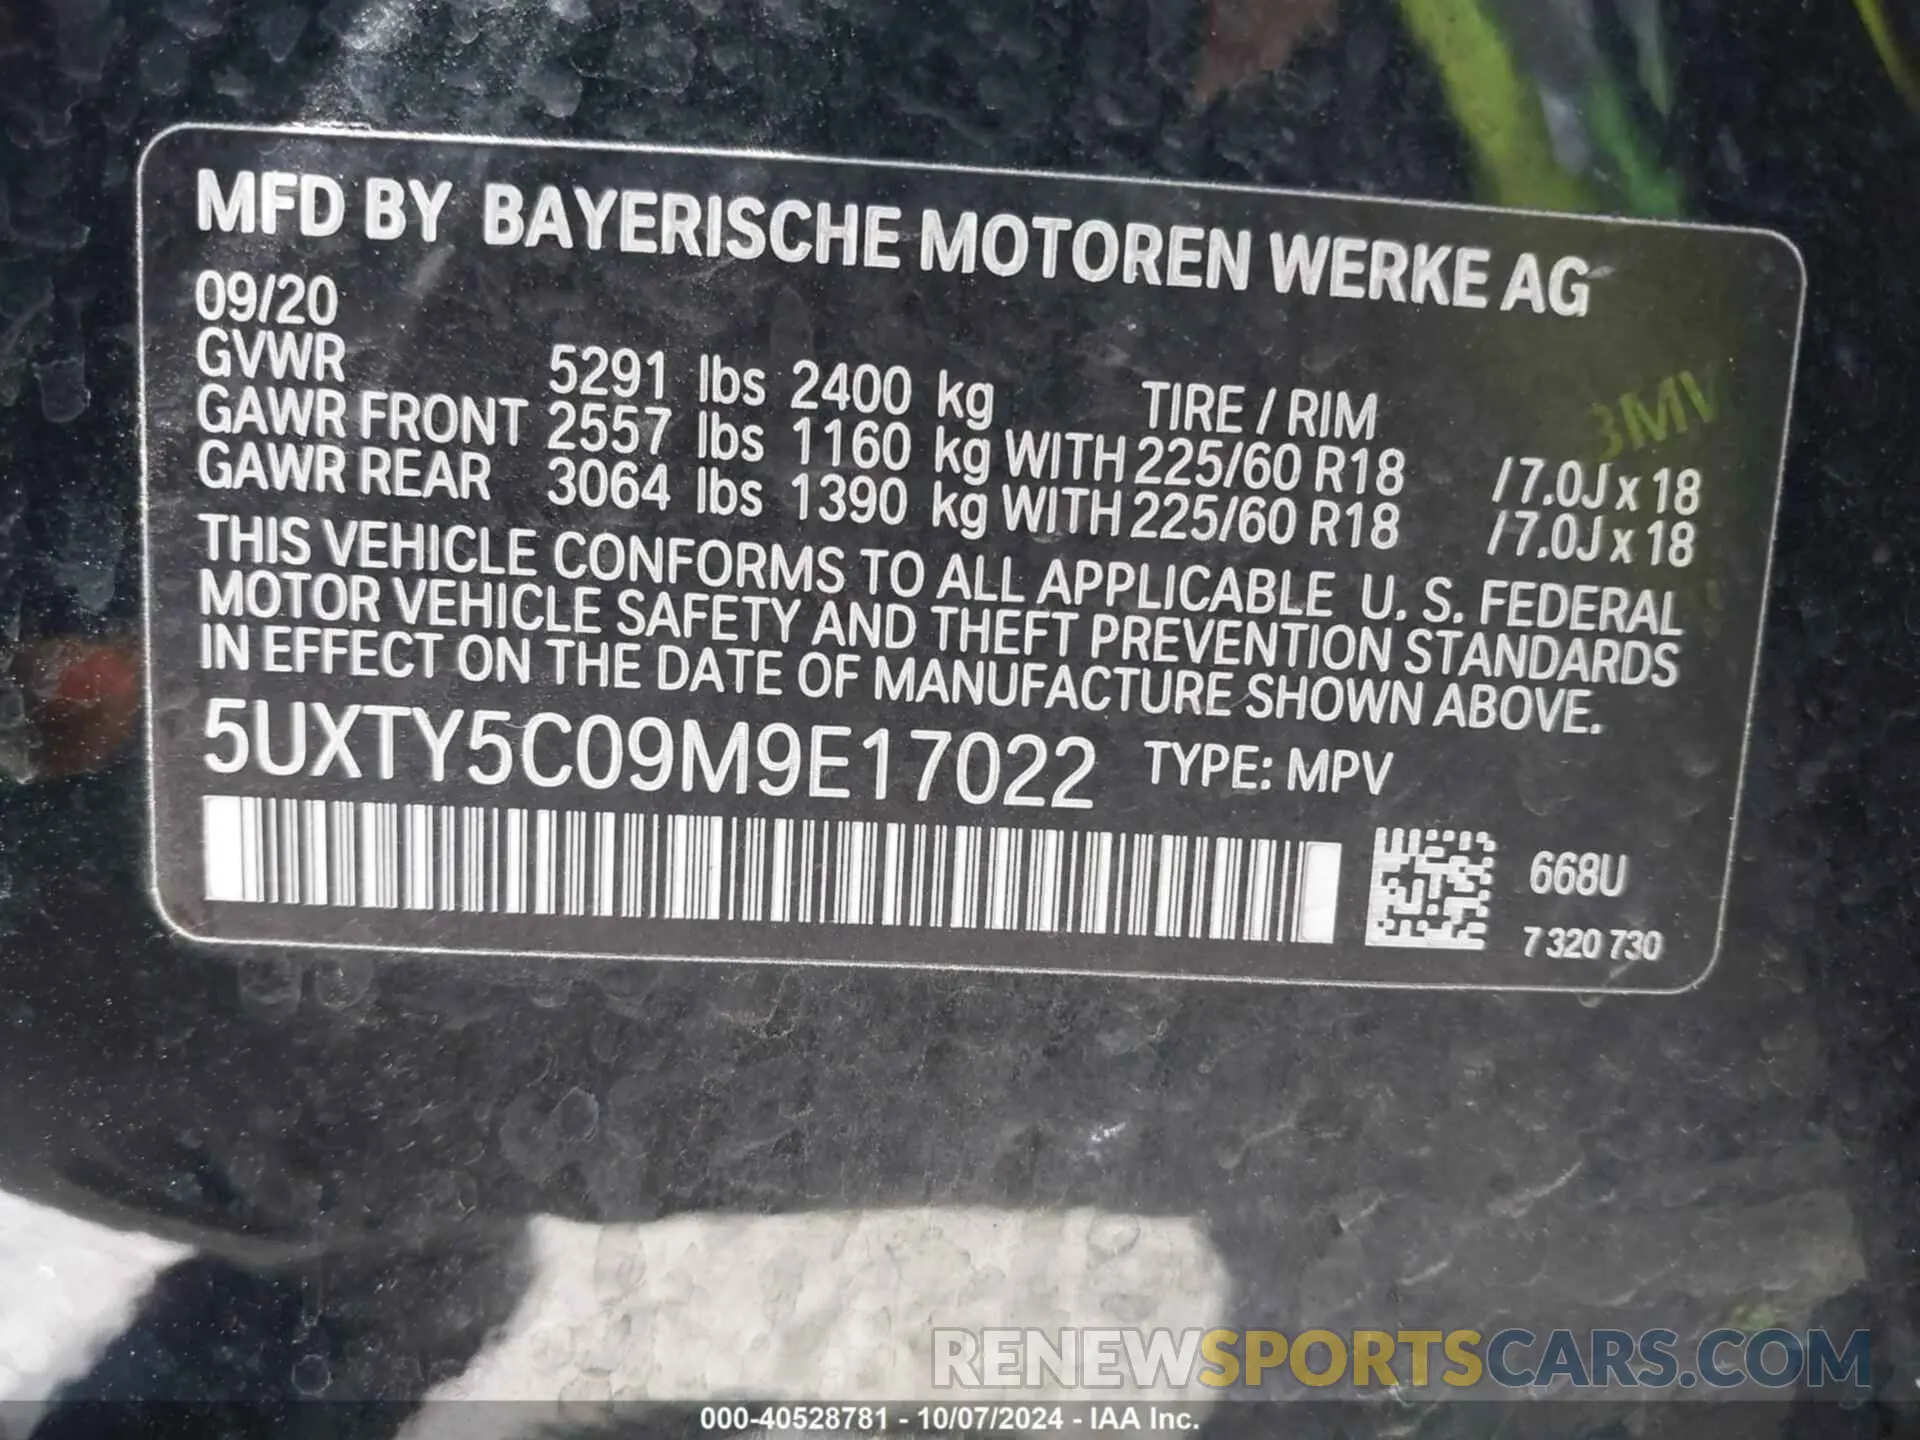 MFD BY BAYERISCHE MOTOREN WERKE AG
09/20
GVWR 5291 lbs 2400 kg TIRE / RIM
GAWR FRONT 2557 lbs 1160 kg WITH 225/60 R18 / 7.0J x 18
GAWR REAR 3064 lbs 1390 kg WITH 225/60 R18 / 7.0J x 18
THIS VEHICLE CONFORMS TO ALL APPLICABLE U. S. FEDERAL
MOTOR VEHICLE SAFETY AND THEFT PREVENTION STANDARDS
IN EFFECT ON THE DATE OF MANUFACTURE SHOWN ABOVE.
5UXTY5C09M9E17022 TYPE: MPV
668U
7 320 730
RENEWSPORTSCARS.COM
000-40528781 - 10/07/2024 - IAA Inc.